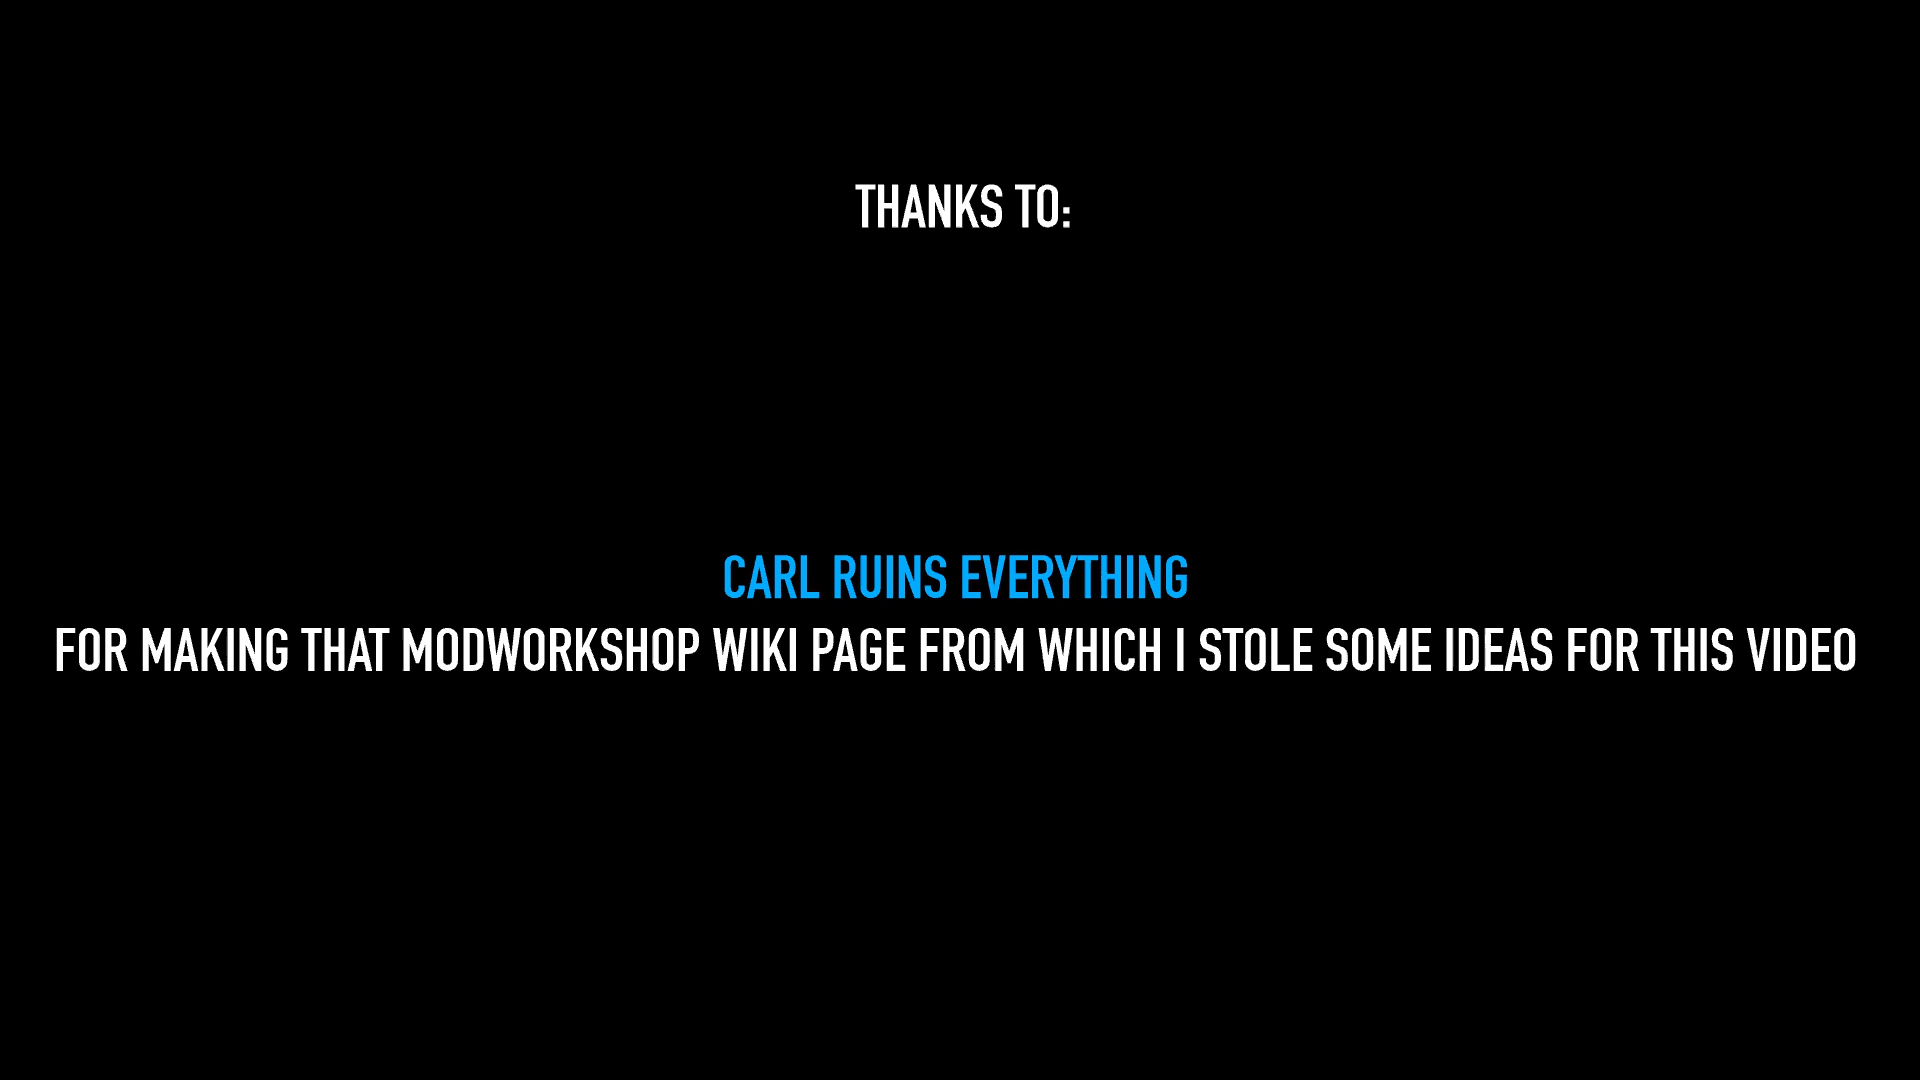 THANKS TO:
CARL RUINS EVERYTHING
FOR MAKING THAT MODWORKSHOP WIKI PAGE FROM WHICH I STOLE SOME IDEAS FOR THIS VIDEO